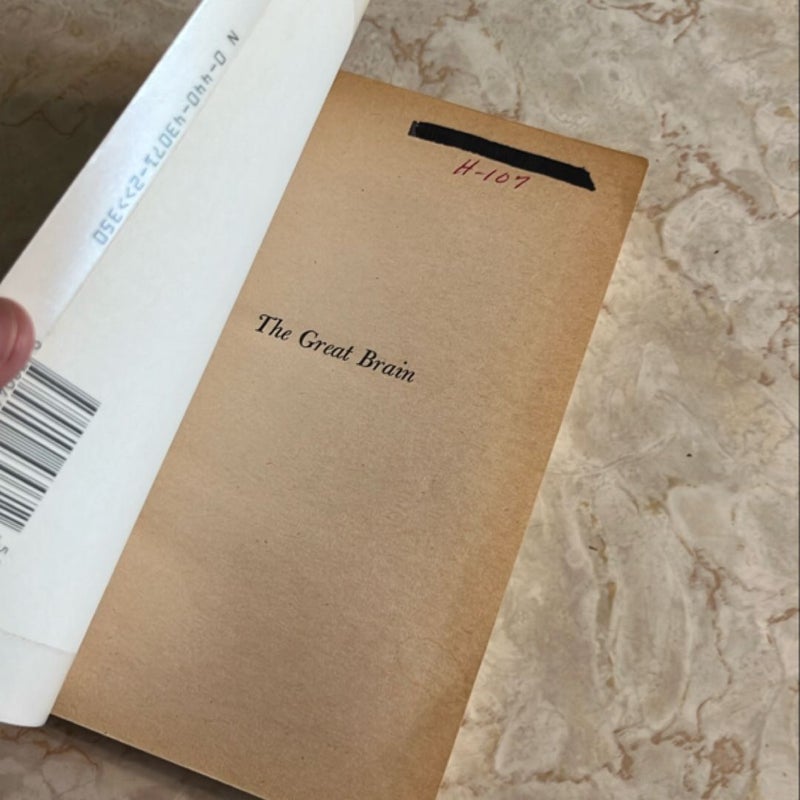 N 0-440-43071-2>>350
H-107
The Great Brain